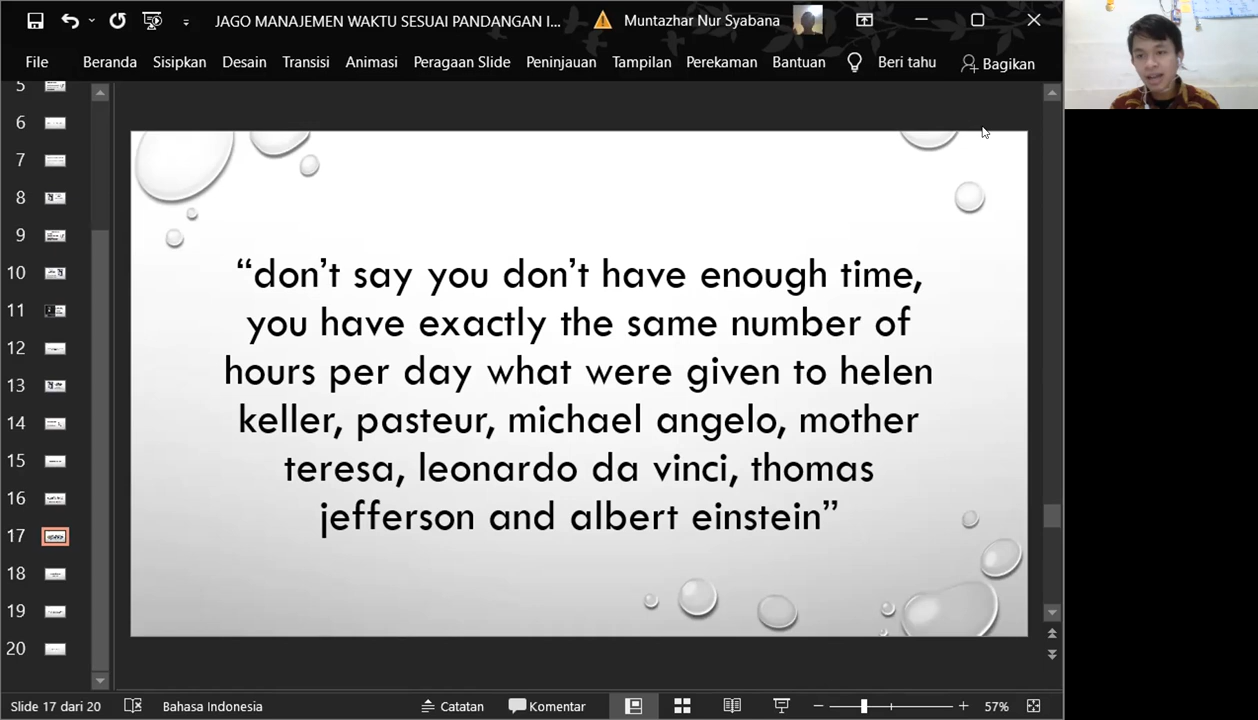 JAGO MANAJEMEN WAKTU SESUAI PANDANGAN I...
Muntazhar Nur Syabana
File Beranda Sisipkan Desain Transisi Animasi Peragaan Slide Peninjauan Tampilan Perekaman Bantuan Beri tahu Bagikan
5
6
7
8
9
10
11
12
13
14
15
16
17
18
19
20
“don’t say you don’t have enough time,
you have exactly the same number of
hours per day what were given to helen
keller, pasteur, michael angelo, mother
teresa, leonardo da vinci, thomas
jefferson and albert einstein”
Slide 17 dari 20 Bahasa Indonesia Catatan Komentar 57%